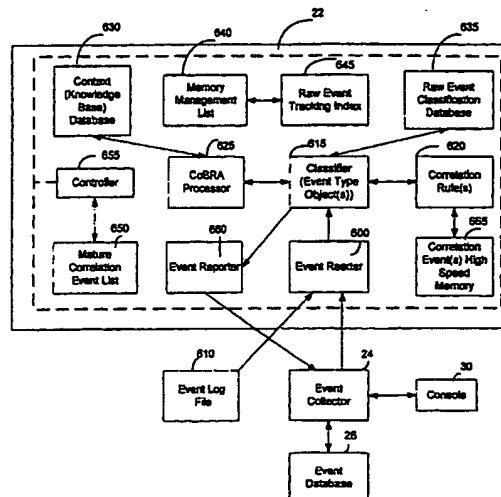 22
630
640
645
635
Context
(Knowledge
Base)
Database
Memory
Management
List
Raw Event
Tracking Index
Raw Event
Classification
Database
655
625
615
620
Controller
CoBRA
Processor
Classifier
(Event Type
Object(s))
Correlation
Rule(s)
650
660
600
665
Mature
Correlation
Event List
Event Reporter
Event Reader
Correlation
Event(s) High
Speed Memory
610
24
30
Event Log
File
Event
Collector
Console
26
Event
Database